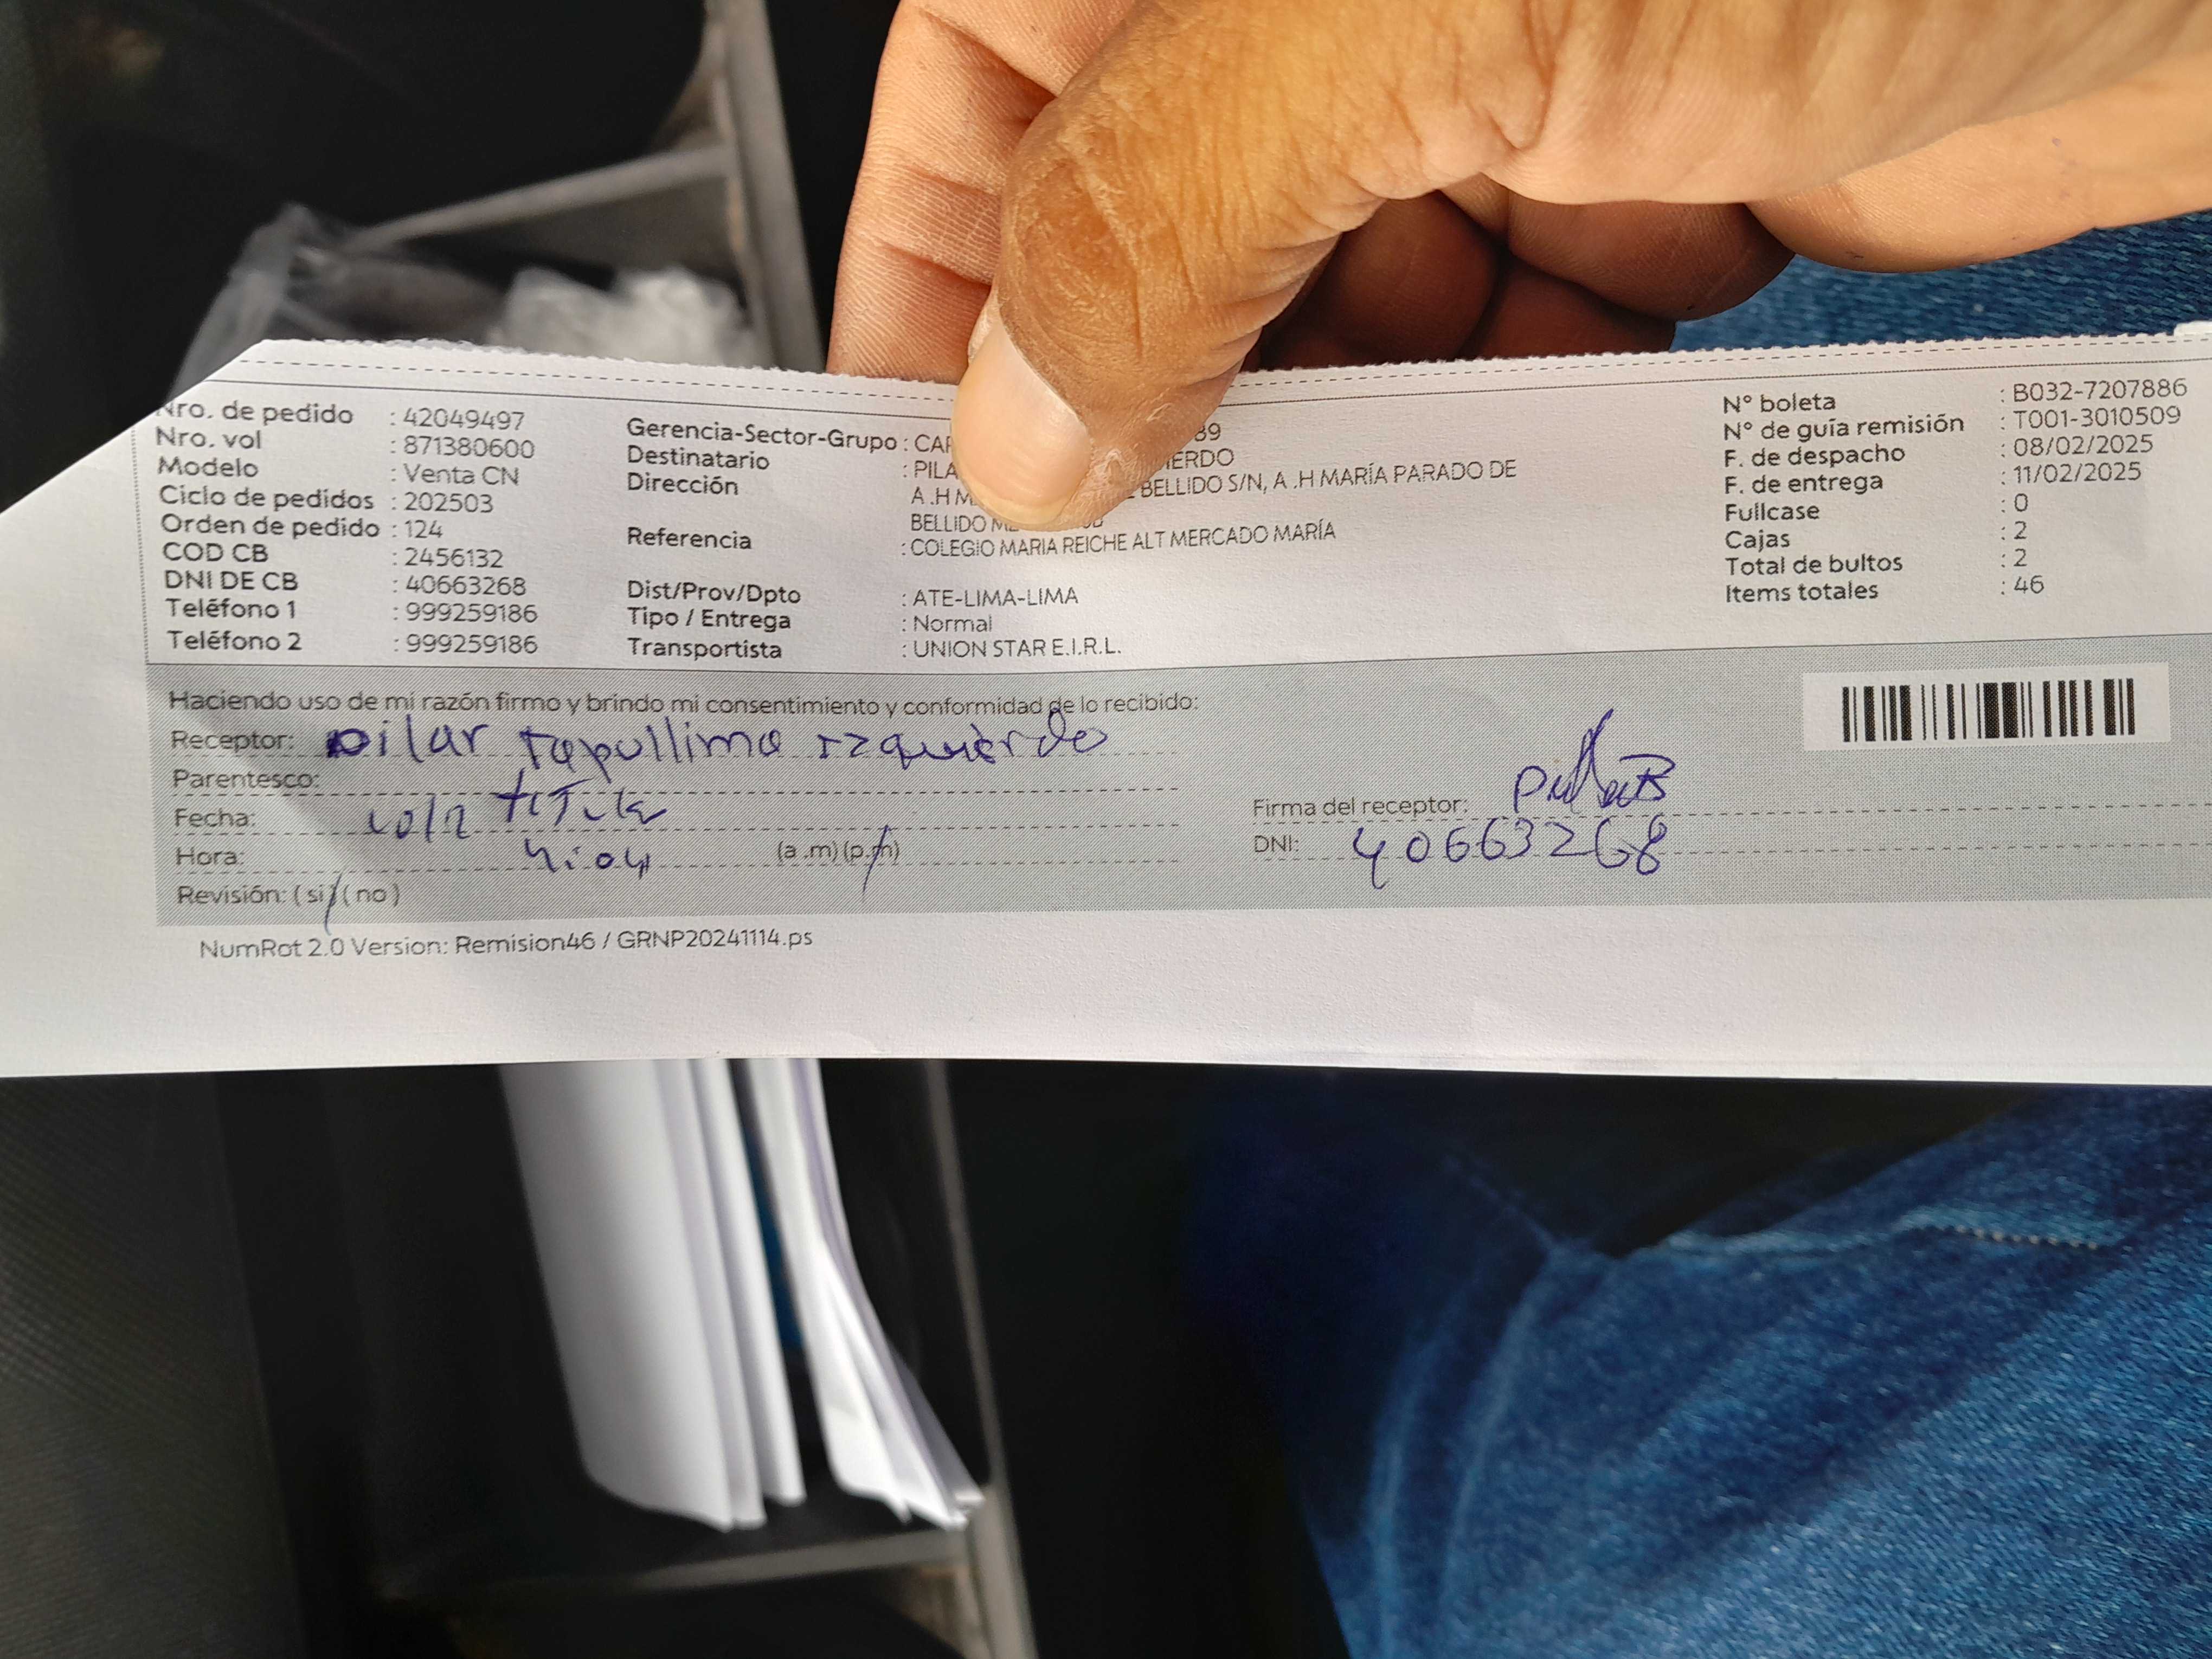 Nro. de pedido : 42049497
Nro. vol : 871380600
Modelo : Venta CN
Ciclo de pedidos : 202503
Orden de pedido : 124
COD CB : 2456132
DNI DE CB : 40663268
Teléfono 1 : 999259186
Teléfono 2 : 999259186
Gerencia-Sector-Grupo : CA 89
Destinatario : PILA IERDO
Dirección A.H M BELLIDO S/N, A .H MARÍA PARADO DE
BELLIDO
Referencia : COLEGIO MARIA REICHE ALT MERCADO MARÍA
Dist/Prov/Dpto : ATE-LIMA-LIMA
Tipo / Entrega : Normal
Transportista : UNION STAR E.I.R.L.
N° boleta : B032-7207886
N° de guía remisión : T001-3010509
F. de despacho : 08/02/2025
F. de entrega : 11/02/2025
Fullcase : 0
Cajas : 2
Total de bultos : 2
Items totales : 46
Haciendo uso de mi razón firmo y brindo mi consentimiento y conformidad de lo recibido:
Receptor: pilar tapullima izquierdo
Parentesco:
Fecha:
Hora: (a .m) (p.m)
Revisión: ( si ) ( no )
Firma del receptor:
DNI: 40663268
NumRot 2.0 Version: Remision46 / GRNP20241114.ps